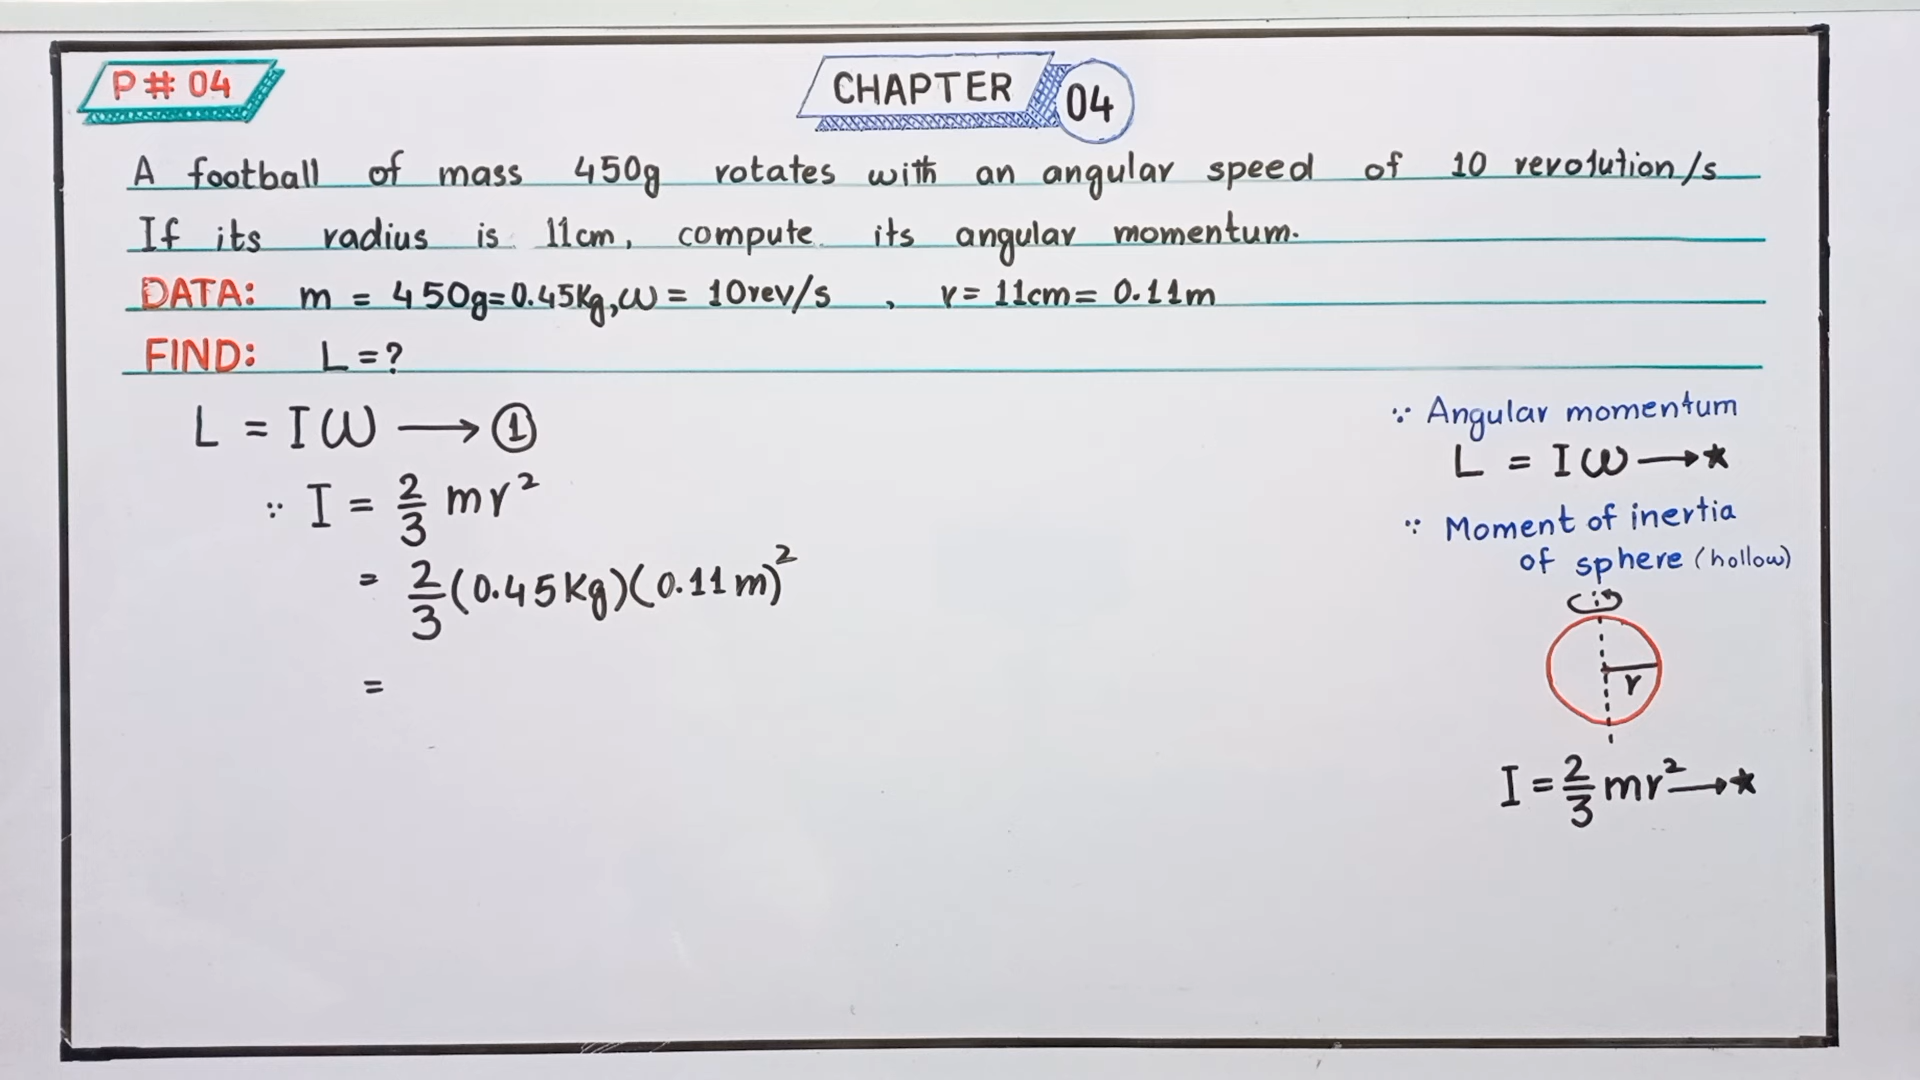 P # 04
CHAPTER 04
A football of mass 450g rotates with an angular speed of 10 revolution/s
If its radius is 11cm, compute its angular momentum.
DATA: m = 450g=0.45Kg, ω = 10rev/s , r= 11cm= 0.11m
FIND: L=?
L = Iω ⟶ ①
∵ I = 2/3 mr²
= 2/3 (0.45Kg)(0.11m)²
=
∵ Angular momentum
L = Iω ⟶ ★
∵ Moment of inertia
of sphere (hollow)
r
I = 2/3 mr² ⟶ ★